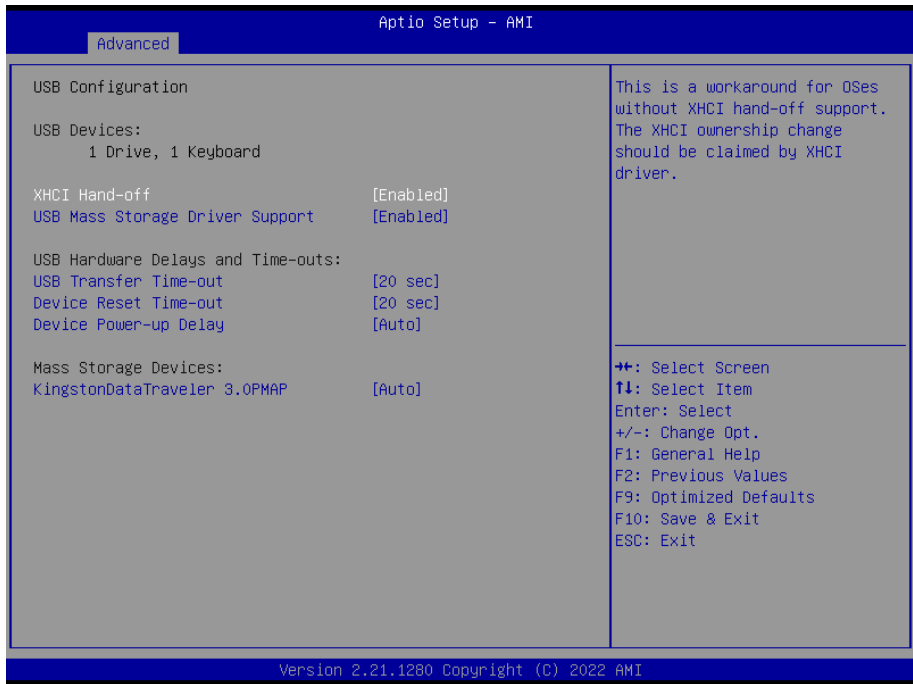 Aptio Setup – AMI
Advanced
USB Configuration
USB Devices:
1 Drive, 1 Keyboard
XHCI Hand-off [Enabled]
USB Mass Storage Driver Support [Enabled]
USB Hardware Delays and Time-outs:
USB Transfer Time-out [20 sec]
Device Reset Time-out [20 sec]
Device Power-up Delay [Auto]
Mass Storage Devices:
KingstonDataTraveler 3.0PMAP [Auto]
This is a workaround for OSes
without XHCI hand-off support.
The XHCI ownership change
should be claimed by XHCI
driver.
→←: Select Screen
↑↓: Select Item
Enter: Select
+/-: Change Opt.
F1: General Help
F2: Previous Values
F9: Optimized Defaults
F10: Save & Exit
ESC: Exit
Version 2.21.1280 Copyright (C) 2022 AMI